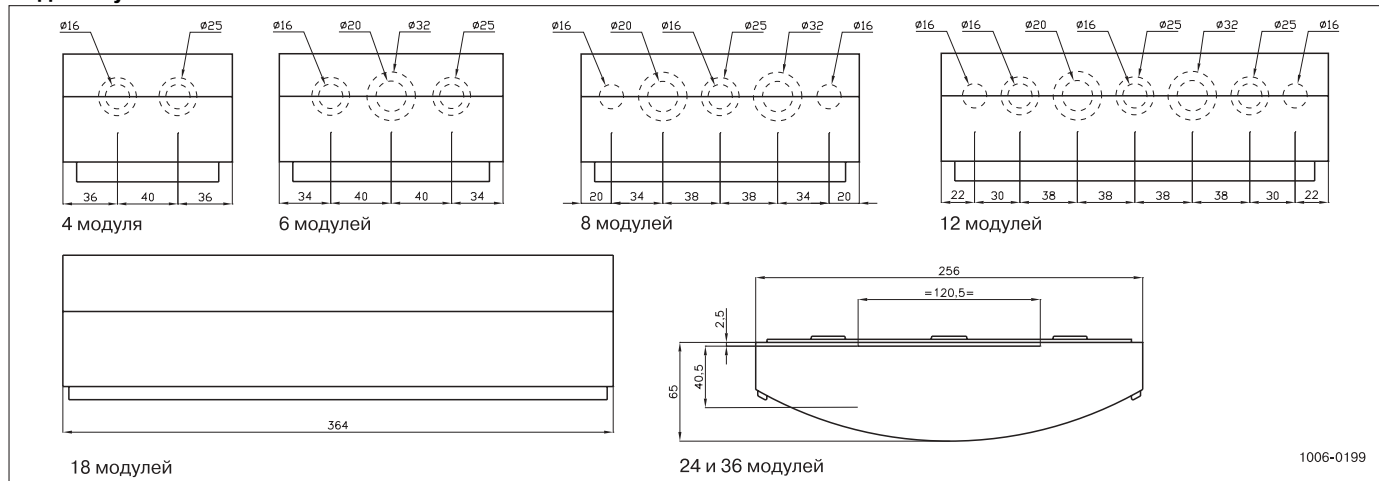 ø16 ø25
36 40 36
4 модуля
ø16 ø20 ø32 ø25
34 40 40 34
6 модулей
ø16 ø20 ø16 ø25 ø32 ø16
20 34 38 38 34 20
8 модулей
ø16 ø16 ø20 ø16 ø25 ø32 ø25 ø16
22 30 38 38 38 38 30 22
12 модулей
364
18 модулей
256
=120,5=
2,5
40,5
65
24 и 36 модулей
1006-0199